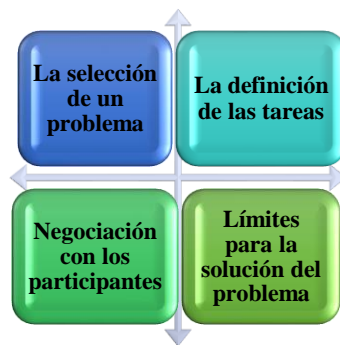 La selección
de un
problema
La definición
de las tareas
Negociación
con los
participantes
Límites
para la
solución del
problema